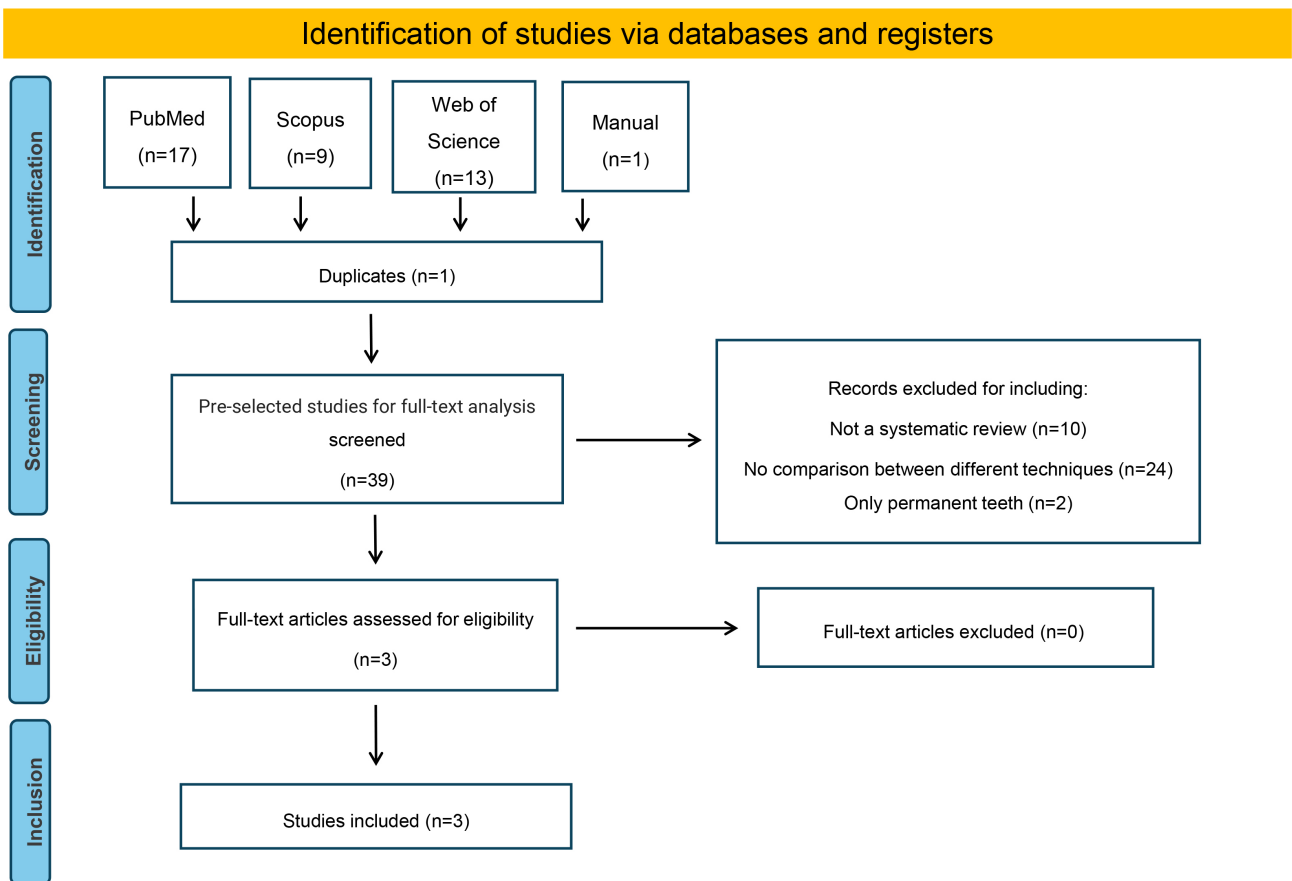 Identification of studies via databases and registers
Identification
PubMed
(n=17)
Scopus
(n=9)
Web of
Science
(n=13)
Manual
(n=1)
Duplicates (n=1)
Screening
Pre-selected studies for full-text analysis
screened
(n=39)
Records excluded for including:
Not a systematic review (n=10)
No comparison between different techniques (n=24)
Only permanent teeth (n=2)
Eligibility
Full-text articles assessed for eligibility
(n=3)
Full-text articles excluded (n=0)
Inclusion
Studies included (n=3)